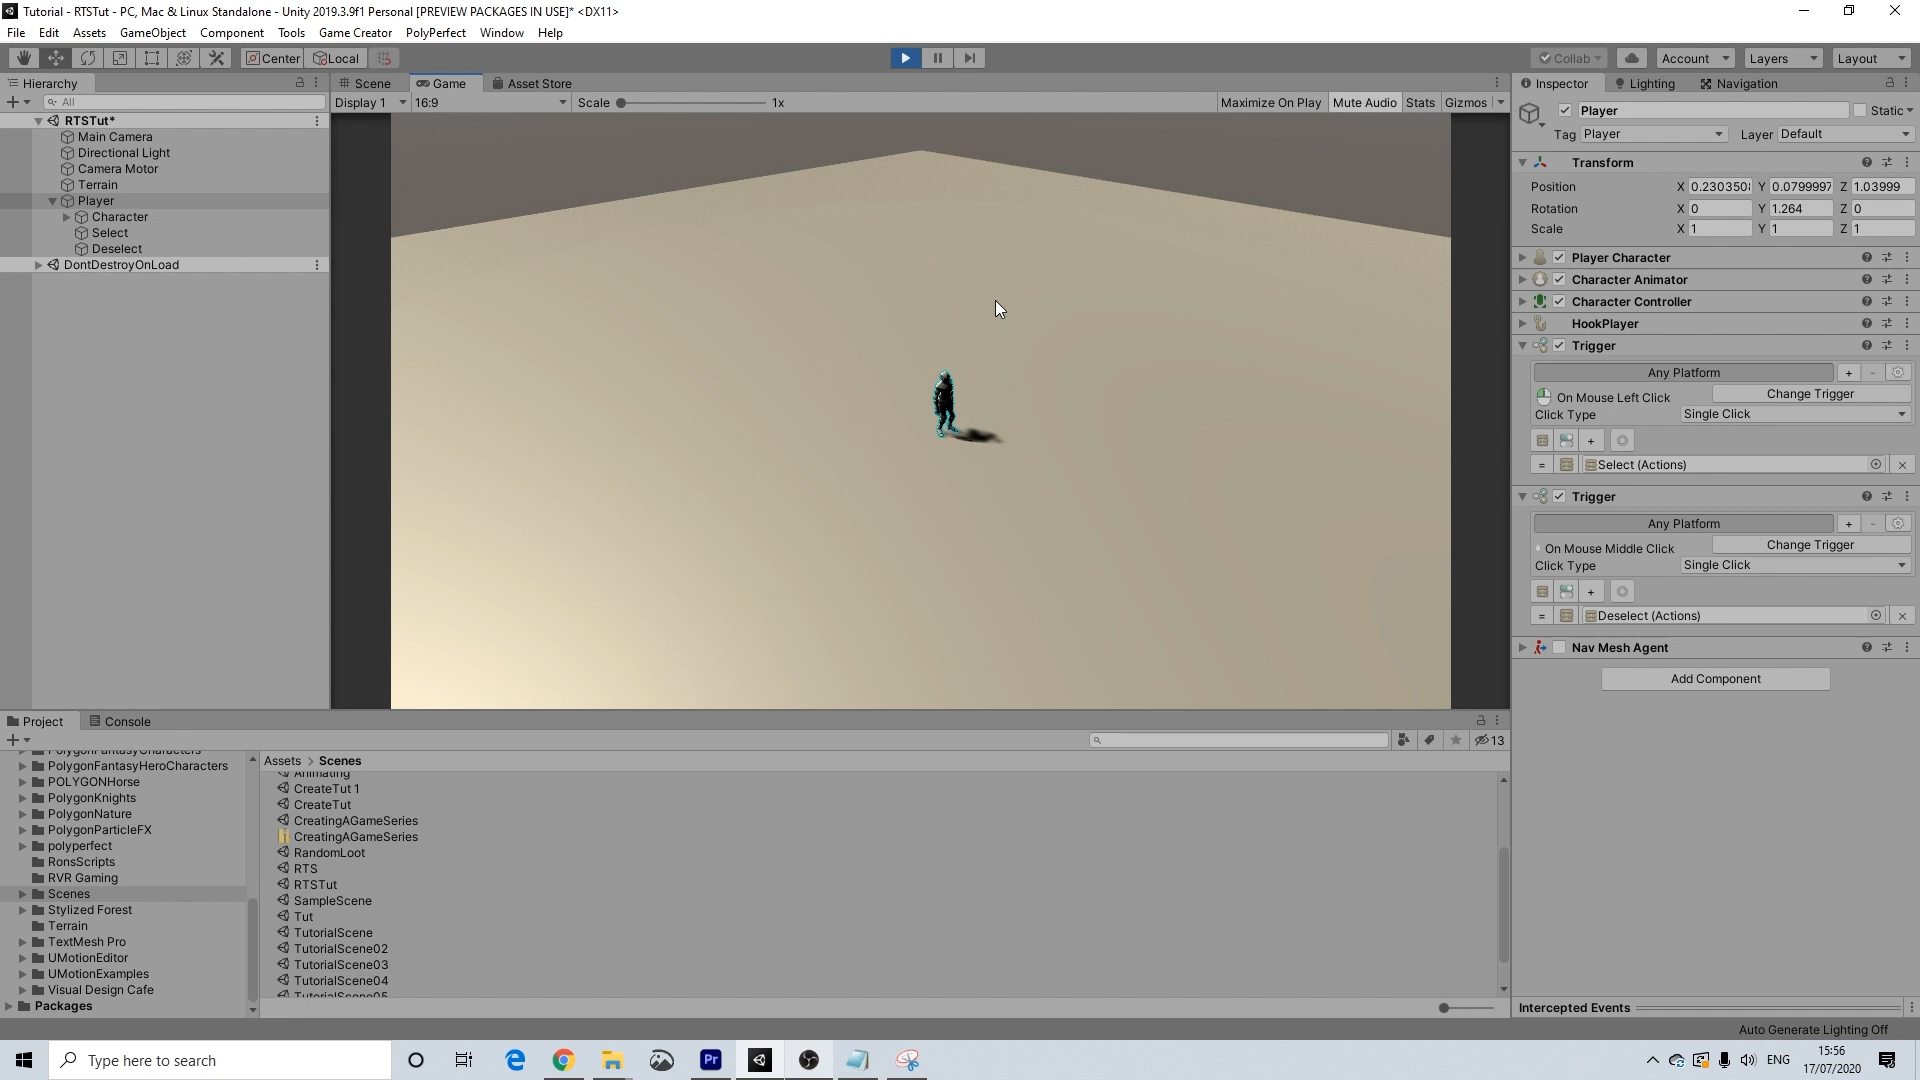 Tutorial - RTSTut - PC, Mac & Linux Standalone - Unity 2019.3.9f1 Personal [PREVIEW PACKAGES IN USE]* <DX11>
File Edit Assets GameObject Component Tools Game Creator PolyPerfect Window Help
Center Local Collab Account Layers Layout
Hierarchy
All
RTSTut*
Main Camera
Directional Light
Camera Motor
Terrain
Player
Character
Select
Deselect
DontDestroyOnLoad
Scene Game Asset Store
Display 1 16:9 Scale 1x Maximize On Play Mute Audio Stats Gizmos
Inspector Lighting Navigation
Player Static
Tag Player Layer Default
Transform
Position X 0.2303508 Y 0.0799997 Z 1.03999
Rotation X 0 Y 1.264 Z 0
Scale X 1 Y 1 Z 1
Player Character
Character Animator
Character Controller
HookPlayer
Trigger
Any Platform + -
On Mouse Left Click Change Trigger
Click Type Single Click
+
= Select (Actions)
Trigger
Any Platform + -
On Mouse Middle Click Change Trigger
Click Type Single Click
+
= Deselect (Actions)
Nav Mesh Agent
Add Component
Intercepted Events
Auto Generate Lighting Off
Project Console
13
PolygonFantasyCharacters
PolygonFantasyHeroCharacters
POLYGONHorse
PolygonKnights
PolygonNature
PolygonParticleFX
polyperfect
RonsScripts
RVR Gaming
Scenes
Stylized Forest
Terrain
TextMesh Pro
UMotionEditor
UMotionExamples
Visual Design Cafe
Packages
Assets > Scenes
Animating
CreateTut 1
CreateTut
CreatingAGameSeries
CreatingAGameSeries
RandomLoot
RTS
RTSTut
SampleScene
Tut
TutorialScene
TutorialScene02
TutorialScene03
TutorialScene04
TutorialScene05
Type here to search
Pr
ENG
15:56
17/07/2020